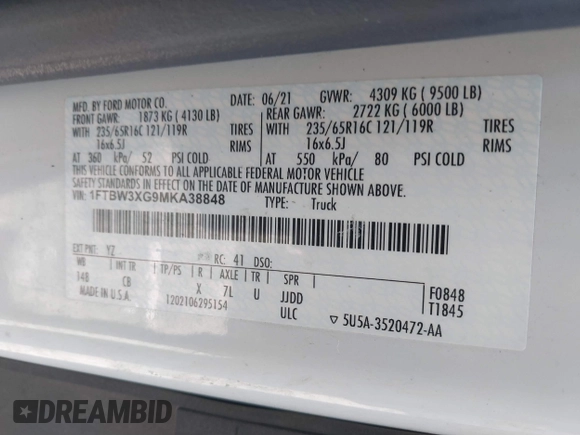 MFD. BY FORD MOTOR CO.
DATE: 06/21 GVWR: 4309 KG ( 9500 LB)
FRONT GAWR: 1873 KG ( 4130 LB)
REAR GAWR: 2722 KG ( 6000 LB)
WITH 235/65R16C 121/119R TIRES
WITH 235/65R16C 121/119R TIRES
16x6.5J RIMS
16x6.5J RIMS
AT 360 kPa/ 52 PSI COLD
AT 550 kPa/ 80 PSI COLD
THIS VEHICLE CONFORMS TO ALL APPLICABLE FEDERAL MOTOR VEHICLE
SAFETY STANDARDS IN EFFECT ON THE DATE OF MANUFACTURE SHOWN ABOVE.
VIN: 1FTBW3XG9MKA38848 TYPE: Truck
EXT PNT: YZ RC: 41 DSO:
WB INT TR TP/PS R AXLE TR SPR
148 CB X 7L U JJDD F0848
MADE IN U.S.A. 1202106295154 ULC T1845
▽ 5U5A-3520472-AA
DREAMBID